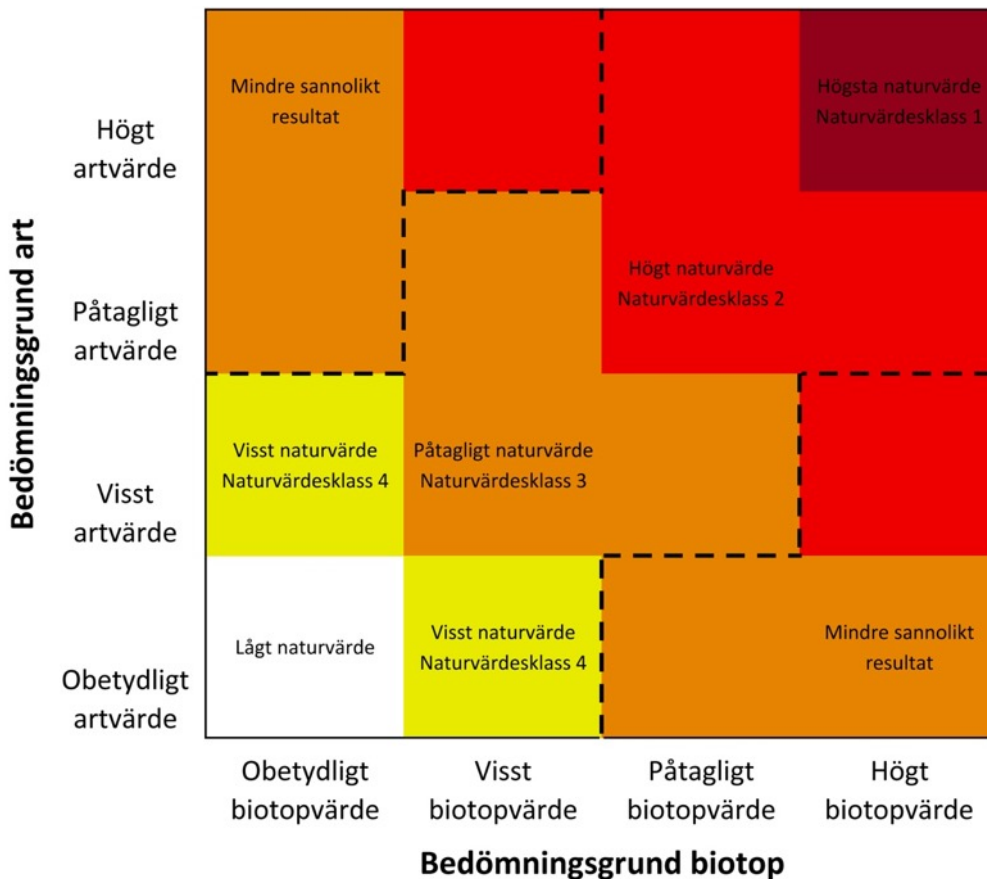 Bedömningsgrund art
Högt
artvärde
Mindre sannolikt
resultat
Högsta naturvärde
Naturvärdesklass 1
Påtagligt
artvärde
Högt naturvärde
Naturvärdesklass 2
Visst
artvärde
Visst naturvärde
Naturvärdesklass 4
Påtagligt naturvärde
Naturvärdesklass 3
Obetydligt
artvärde
Lågt naturvärde
Visst naturvärde
Naturvärdesklass 4
Mindre sannolikt
resultat
Obetydligt
biotopvärde
Visst
biotopvärde
Påtagligt
biotopvärde
Högt
biotopvärde
Bedömningsgrund biotop